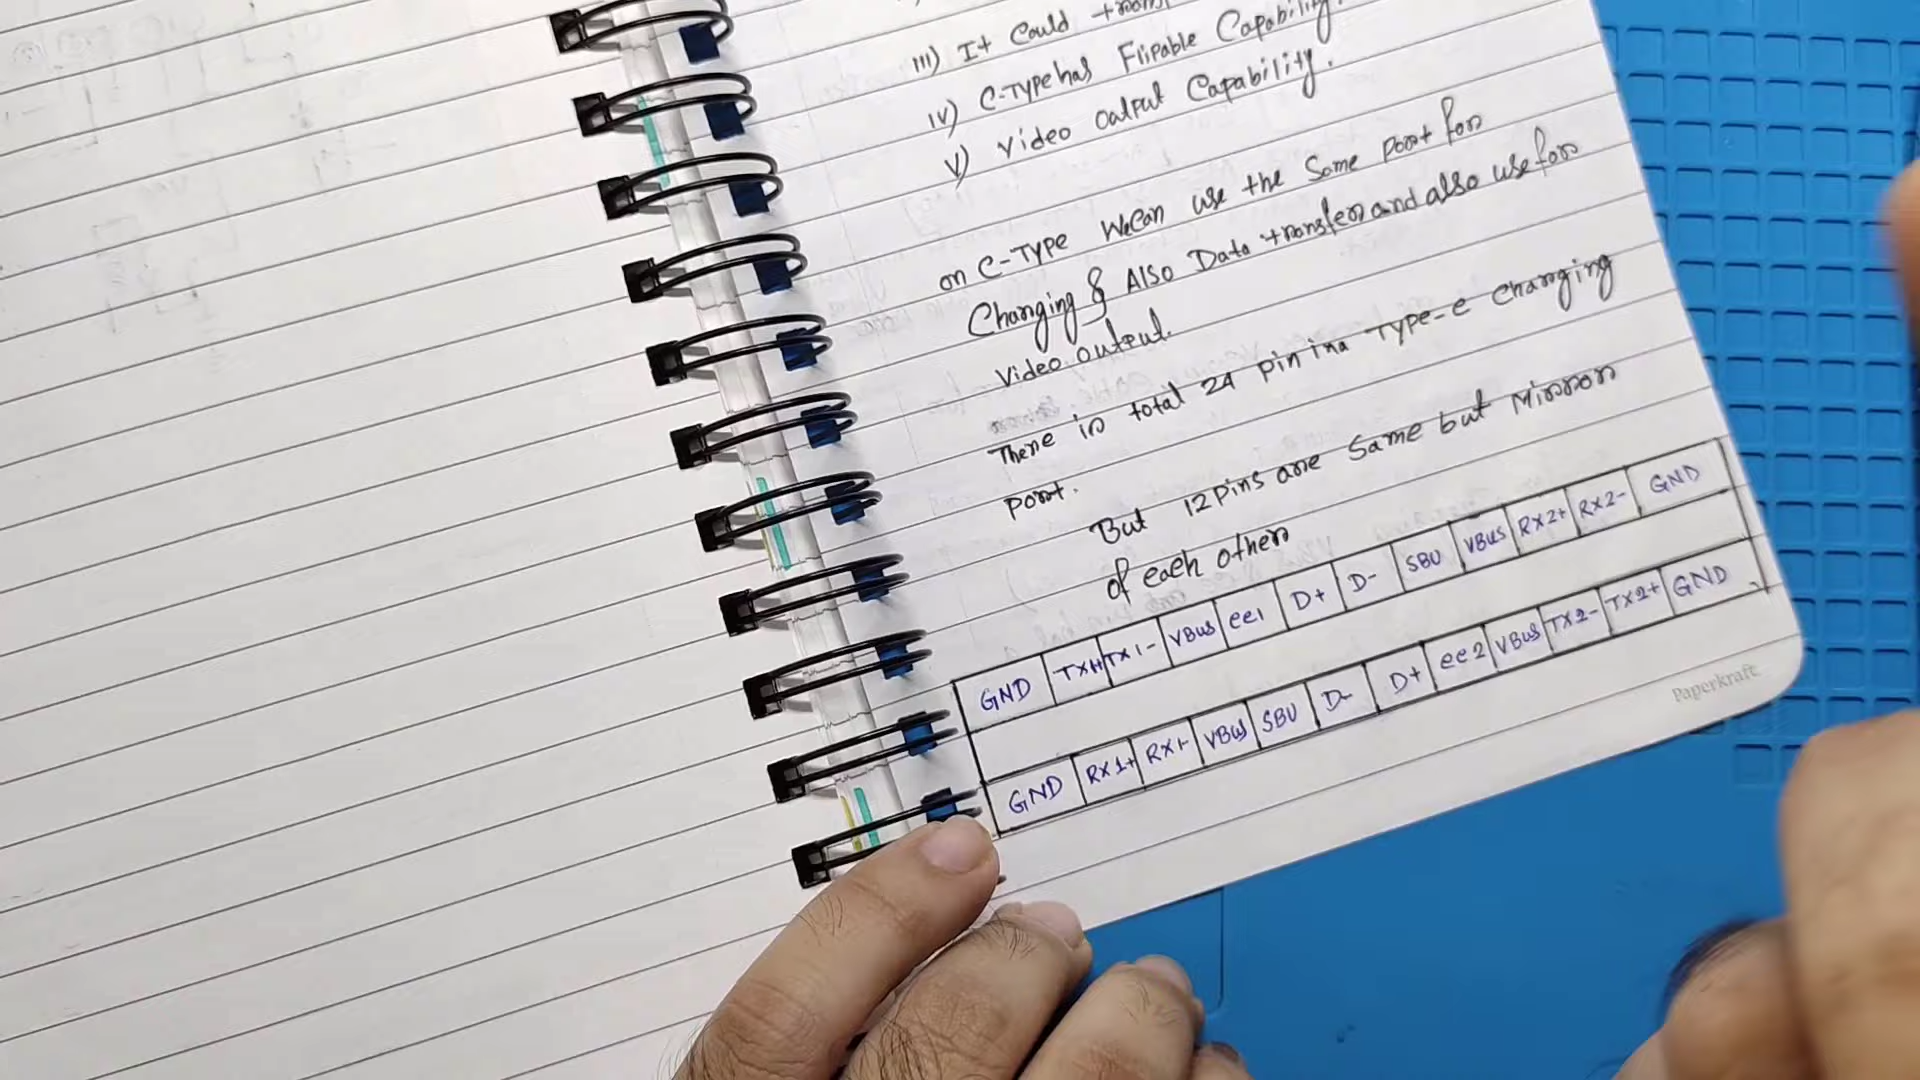 III) It Could
IV) C-Type has Flipable Capability.
V) Video Output Capability.
on C-Type We Can use the Same Port for
Charging & Also Data transfer and also use for
Video output.
There is total 24 pin in a Type-c Charging
Port.
But 12 pins are Same but Mirror
of each other
GND TX1+ TX1- VBUS CC1 D+ D- SBU VBUS RX2+ RX2- GND
GND RX1+ RX1- VBUS SBU D- D+ CC2 VBUS TX2- TX2+ GND
Paperkraft